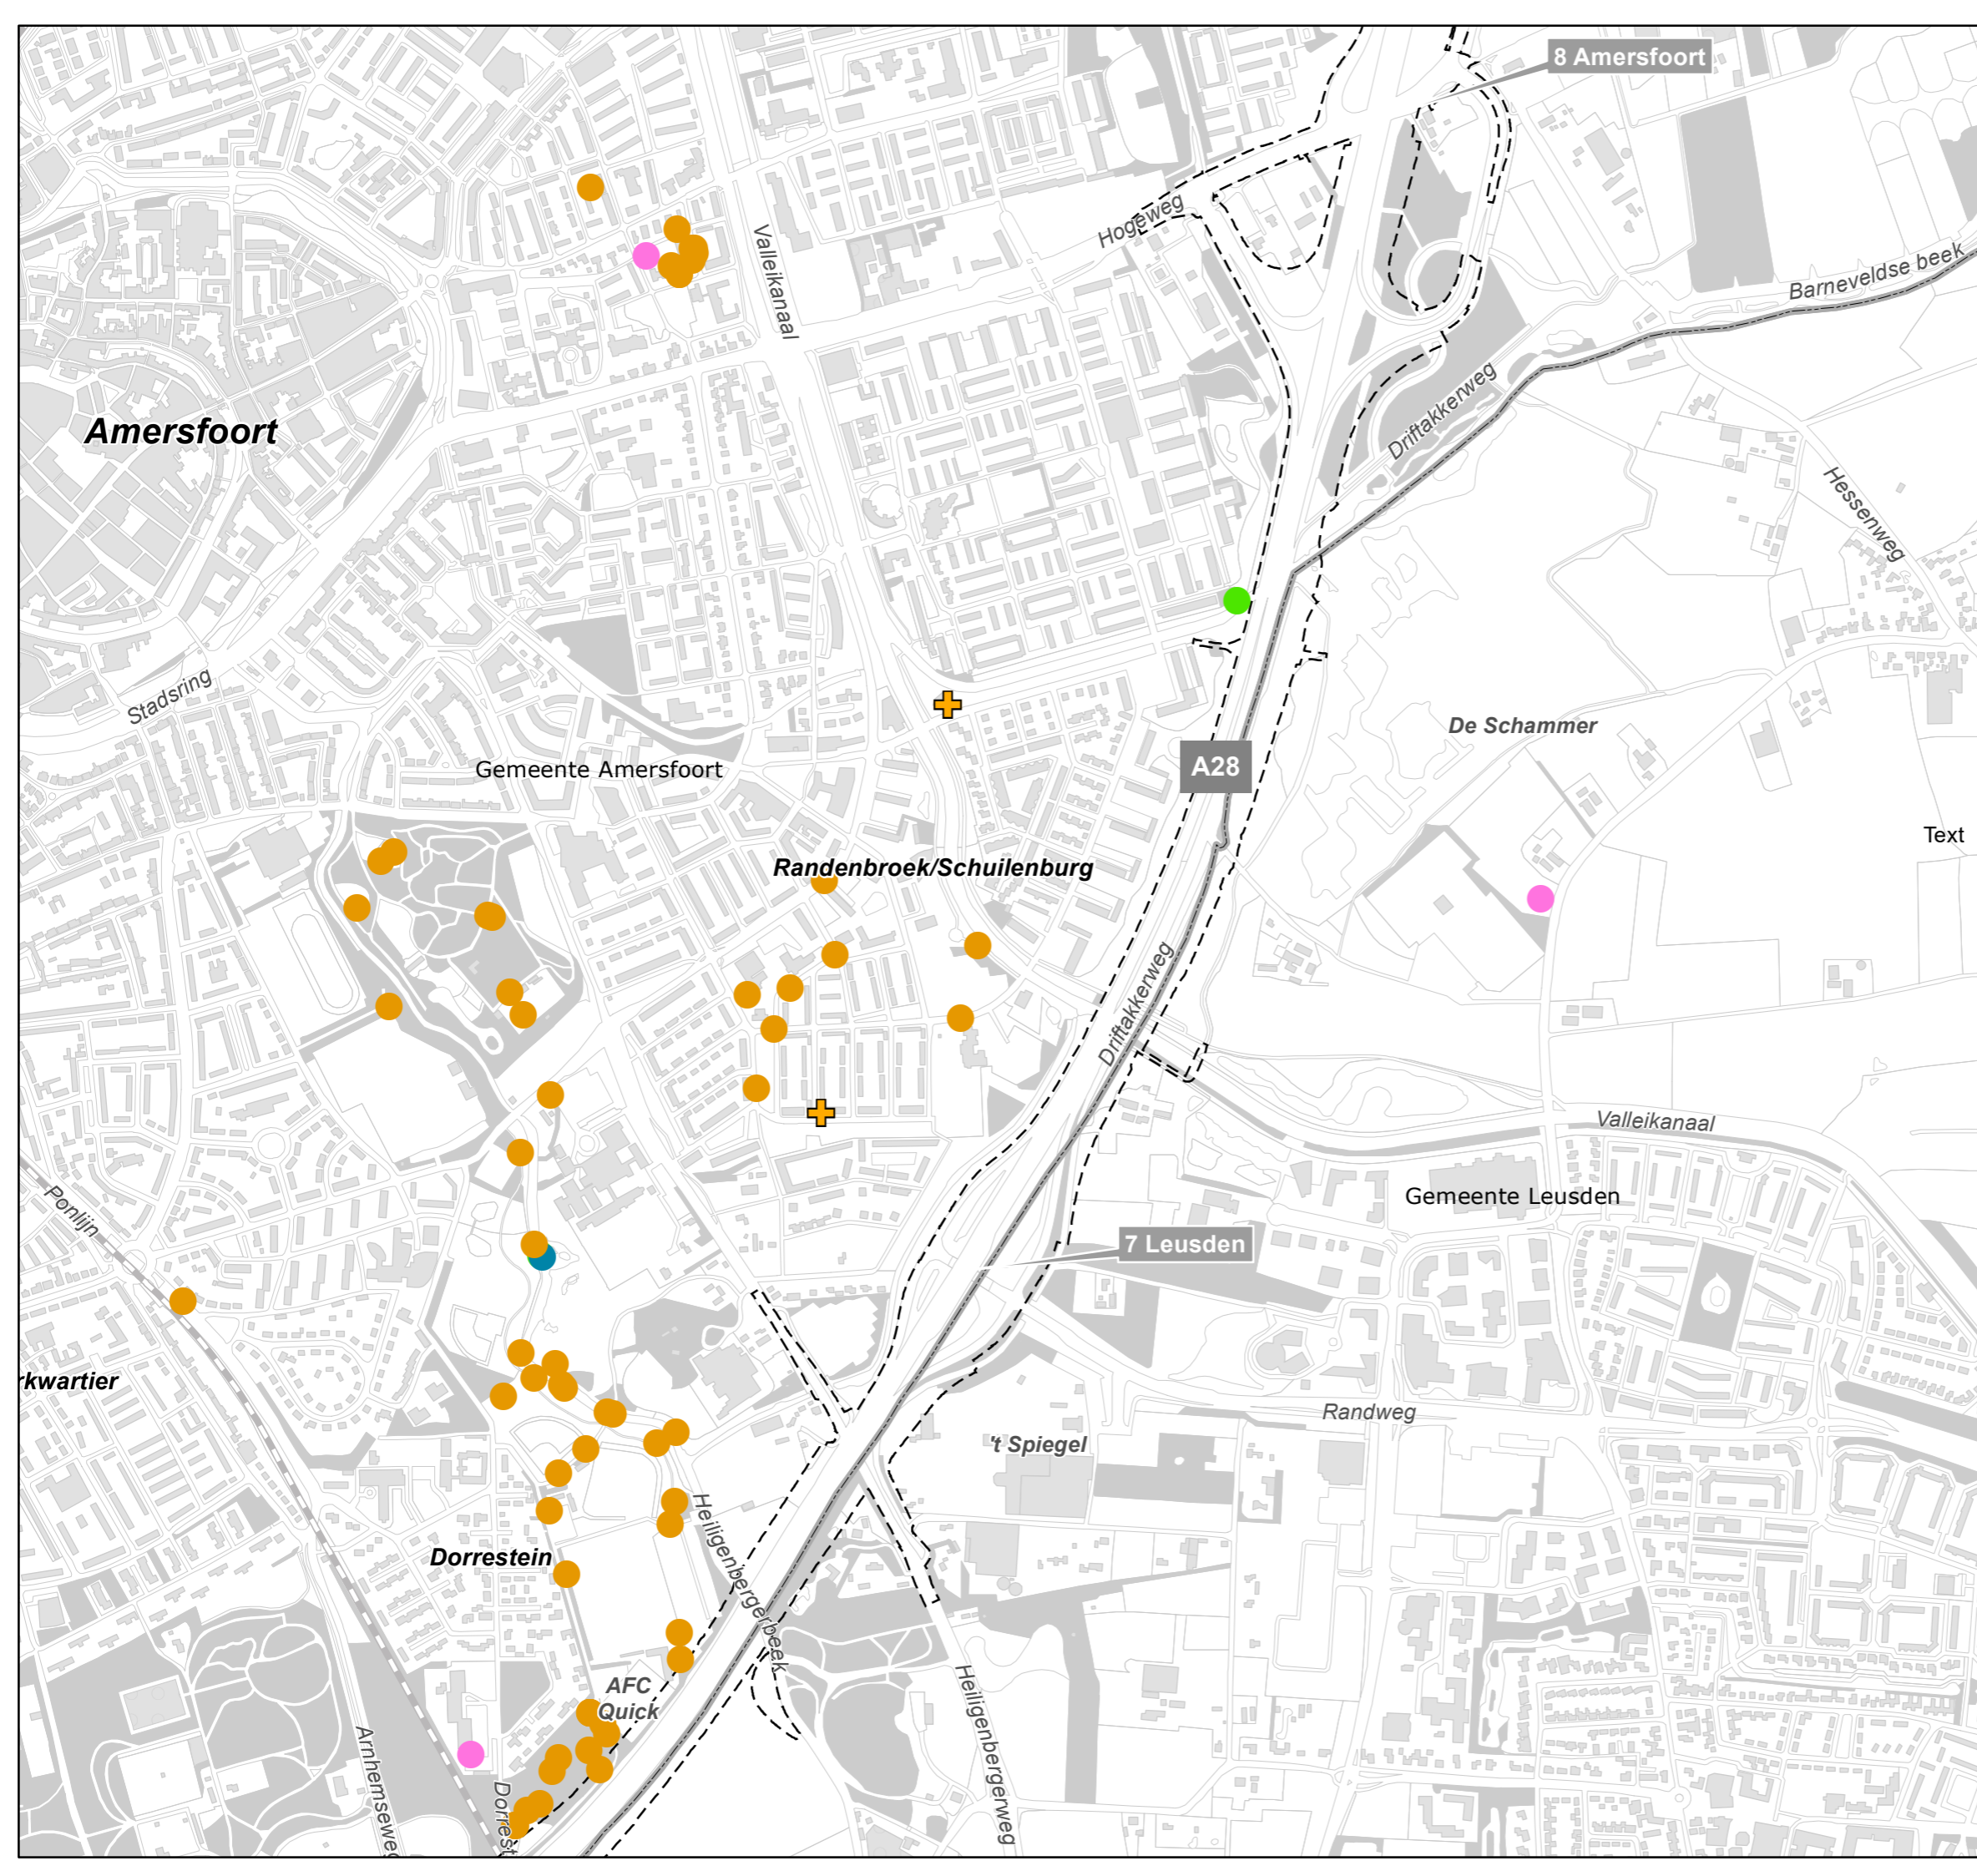 8 Amersfoort
Hogeweg
Valleikanaal
Barneveldse beek
Driftakkerweg
Amersfoort
Hessenweg
Stadsring
De Schammer
Gemeente Amersfoort
A28
Text
Randenbroek/Schuilenburg
Driftakkerweg
Valleikanaal
Ponlijn
Gemeente Leusden
7 Leusden
rkwartier
Randweg
't Spiegel
Heiligenbergerbeek
Dorrestein
AFC
Quick
Heiligenbergerweg
Arnhemseweg
Dorrest